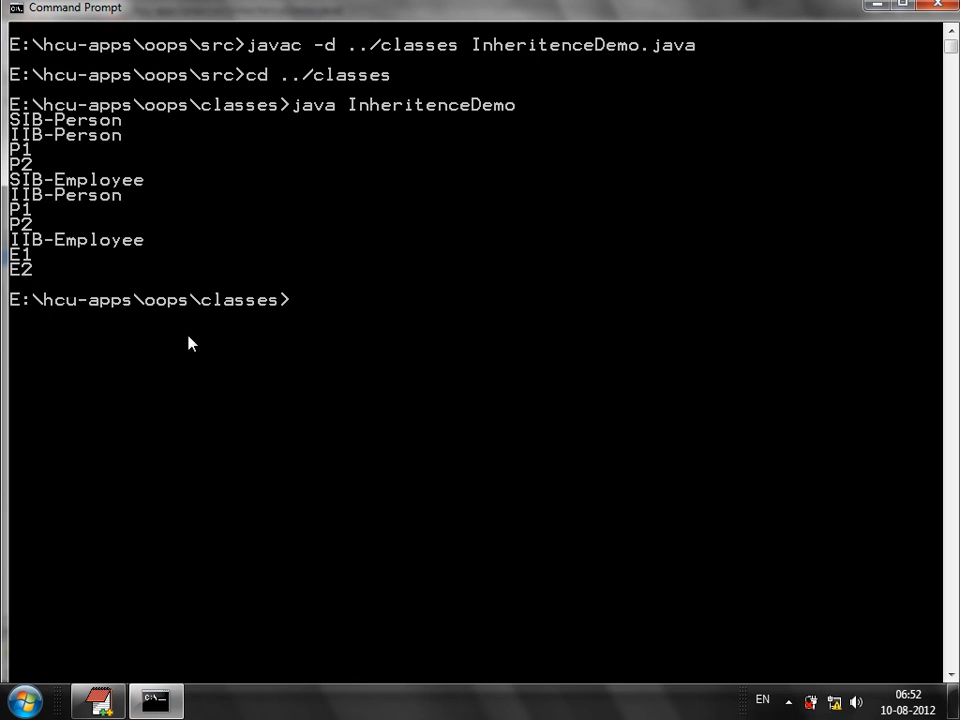 Command Prompt
E:\hcu-apps\oops\src>javac -d ../classes InheritenceDemo.java
E:\hcu-apps\oops\src>cd ../classes
E:\hcu-apps\oops\classes>java InheritenceDemo
SIB-Person
IIB-Person
P1
P2
SIB-Employee
IIB-Person
P1
P2
IIB-Employee
E1
E2
E:\hcu-apps\oops\classes>
EN
06:52
10-08-2012